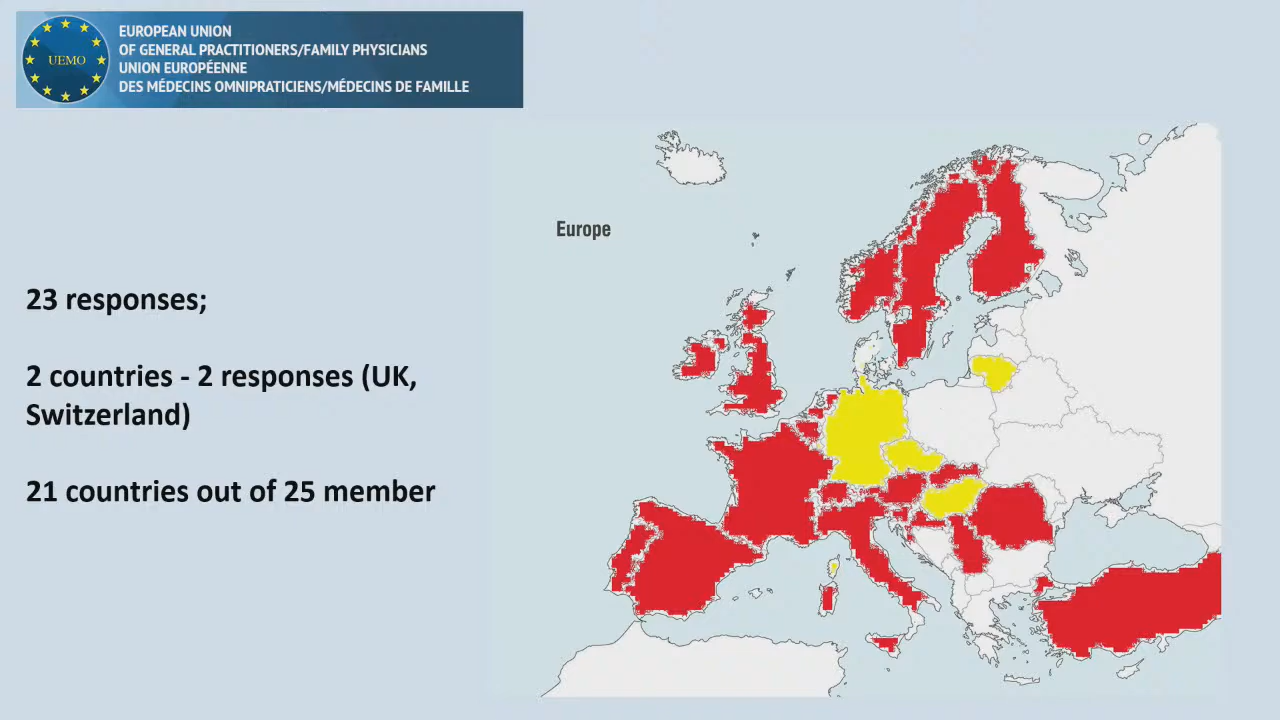 UEMO
EUROPEAN UNION
OF GENERAL PRACTITIONERS/FAMILY PHYSICIANS
UNION EUROPÉENNE
DES MÉDECINS OMNIPRATICIENS/MÉDECINS DE FAMILLE
Europe
23 responses;
2 countries - 2 responses (UK,
Switzerland)
21 countries out of 25 member